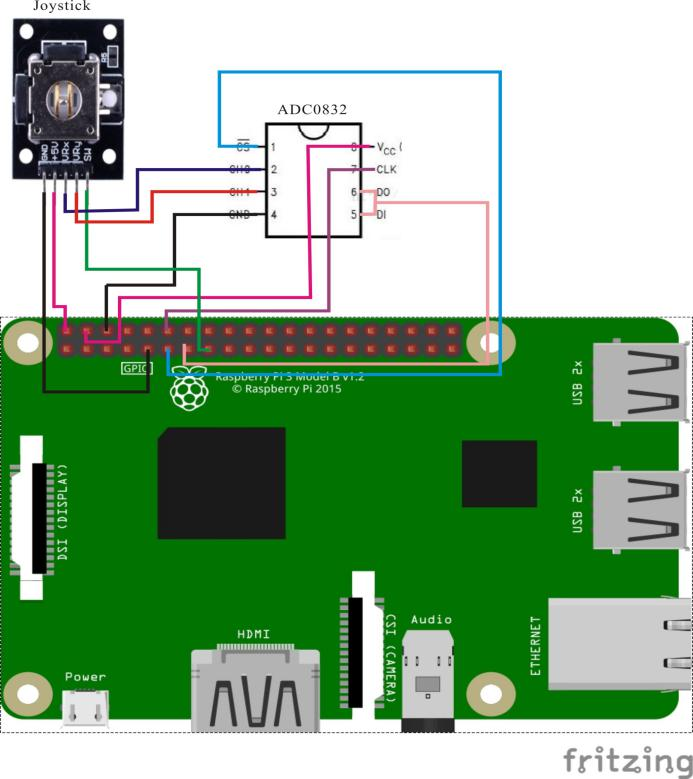 Joystick
R5
GND
+5V
VRx
VRy
SW
ADC0832
CS 1
CH0 2
CH1 3
GND 4
8 VCC (
7 CLK
6 DO
5 DI
GPIO
Raspberry Pi 3 Model B v1.2
© Raspberry Pi 2015
USB 2x
USB 2x
DSI (DISPLAY)
HDMI
CSI (CAMERA)
Audio
ETHERNET
Power
fritzing